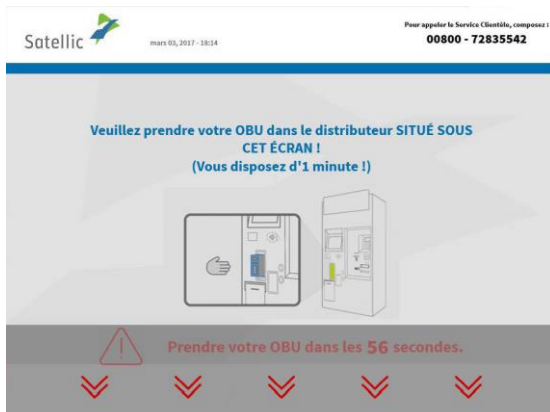 Satellic
mars 03, 2017 - 18:14
Pour appeler le Service Clientèle, composez :
00800 - 72835542
Veuillez prendre votre OBU dans le distributeur SITUÉ SOUS
CET ÉCRAN !
(Vous disposez d'1 minute !)
Prendre votre OBU dans les 56 secondes.